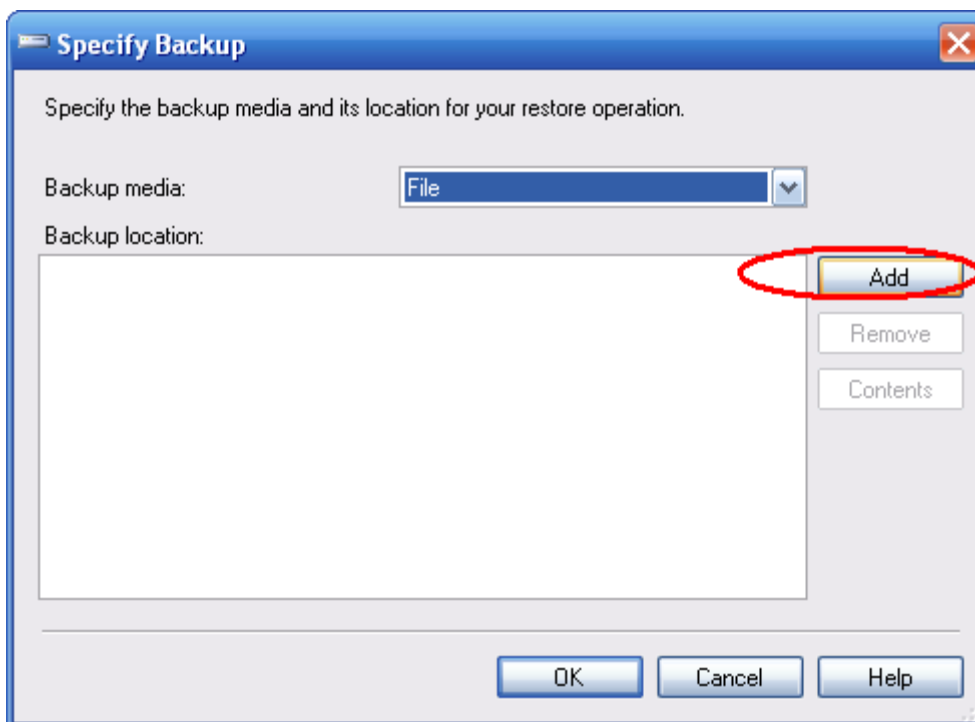 Specify Backup
Specify the backup media and its location for your restore operation.
Backup media:
File
Backup location:
Add
Remove
Contents
OK
Cancel
Help